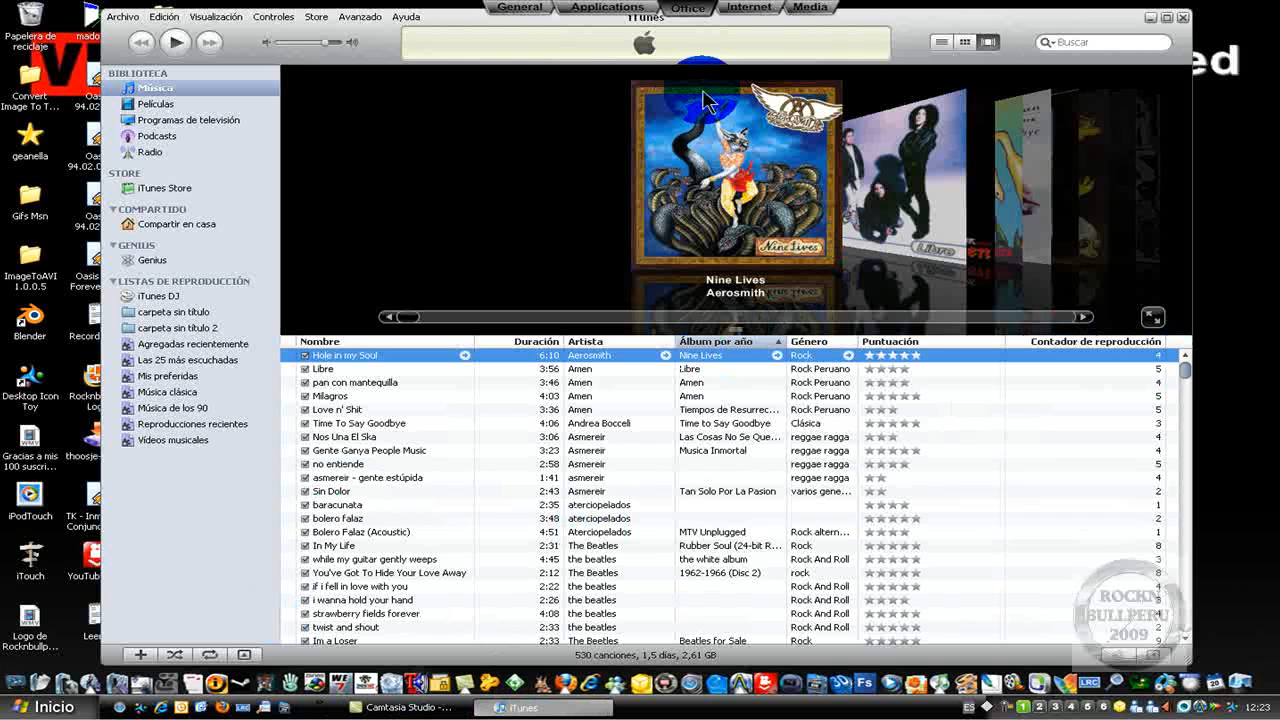 General Applications Office Internet Media
iTunes
Archivo Edición Visualización Controles Store Avanzado Ayuda
Buscar
Papelera de reciclaje
Convert Image To T...
geanella
Gifs Msn
ImageToAVI 1.0.0.5
Blender
Desktop Icon Toy
Gracias a mis 100 suscri...
iPodTouch
iTouch
Logo de Rocknbullp...
BIBLIOTECA
Música
Películas
Programas de televisión
Podcasts
Radio
STORE
iTunes Store
COMPARTIDO
Compartir en casa
GENIUS
Genius
LISTAS DE REPRODUCCIÓN
iTunes DJ
carpeta sin título
carpeta sin título 2
Agregadas recientemente
Las 25 más escuchadas
Mis preferidas
Música clásica
Música de los 90
Reproducciones recientes
Vídeos musicales
Nine Lives
Libre
Nine Lives
Aerosmith
Nombre Duración Artista Álbum por año Género Puntuación Contador de reproducción
Hole in my Soul 6:10 Aerosmith Nine Lives Rock 4
Libre 3:56 Amen Libre Rock Peruano 5
pan con mantequilla 3:46 Amen Amen Rock Peruano 4
Milagros 4:03 Amen Amen Rock Peruano 5
Love n' Shit 3:36 Amen Tiempos de Resurrec... Rock Peruano 5
Time To Say Goodbye 4:06 Andrea Bocceli Time to Say Goodbye Clásica 3
Nos Una El Ska 3:06 Asmereir Las Cosas No Se Que... reggae ragga 4
Gente Ganya People Music 3:23 Asmereir Musica Inmortal reggae ragga 4
no entiende 2:58 Asmereir reggae ragga 5
asmereir - gente estúpida 1:41 asmereir reggae ragga 4
Sin Dolor 2:43 Asmereir Tan Solo Por La Pasion varios gene... 2
baracunata 2:35 aterciopelados 1
bolero falaz 3:48 aterciopelados 2
Bolero Falaz (Acoustic) 4:51 Aterciopelados MTV Unplugged Rock altern... 1
In My Life 2:31 The Beatles Rubber Soul (24-bit R... Rock 8
while my guitar gently weeps 4:45 the beatles the white album Rock And Roll 3
You've Got To Hide Your Love Away 2:12 The Beatles 1962-1966 (Disc 2) rock 8
if i fell in love with you 2:22 the beatles Rock And Roll 4
i wanna hold your hand 2:26 the beatles Rock And Roll
strawberry fields forever 4:08 the beatles Rock And Roll
twist and shout 2:33 the beatles Rock And Roll 2
Im a Loser 2:33 The Beetles Beatles for Sale Rock
ROCKN
BULLPERU
2009
530 canciones, 1,5 días, 2,61 GB
Inicio Camtasia Studio -... iTunes ES 12:23